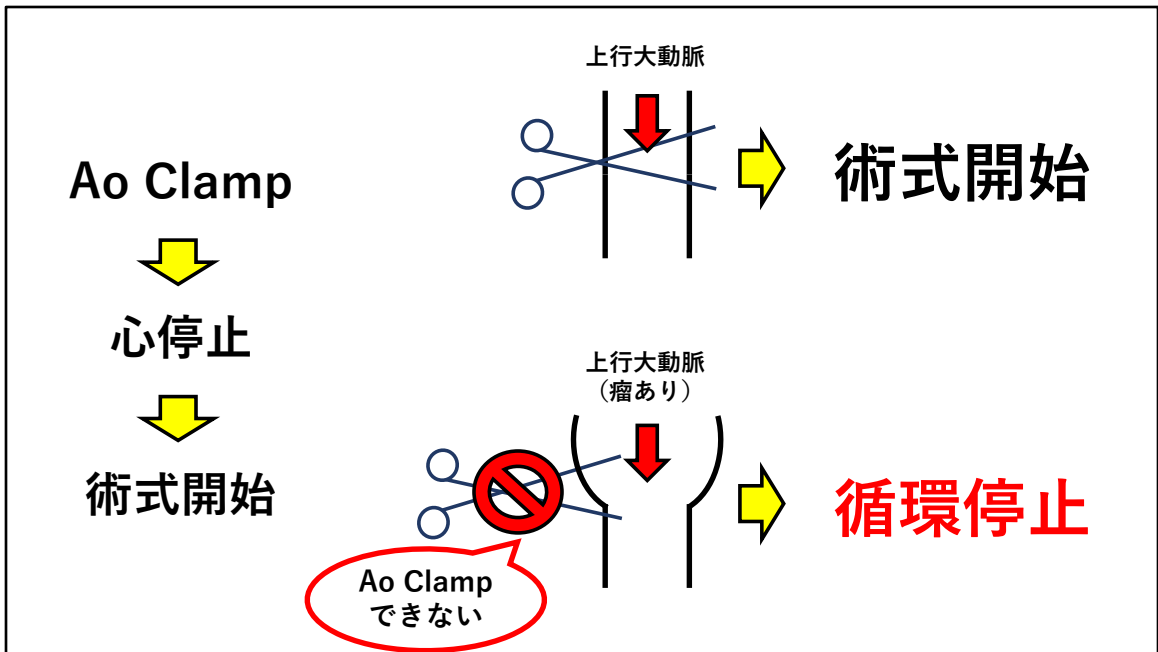 Ao Clamp
心停止
術式開始
上行大動脈
術式開始
上行大動脈
（瘤あり）
循環停止
Ao Clamp
できない